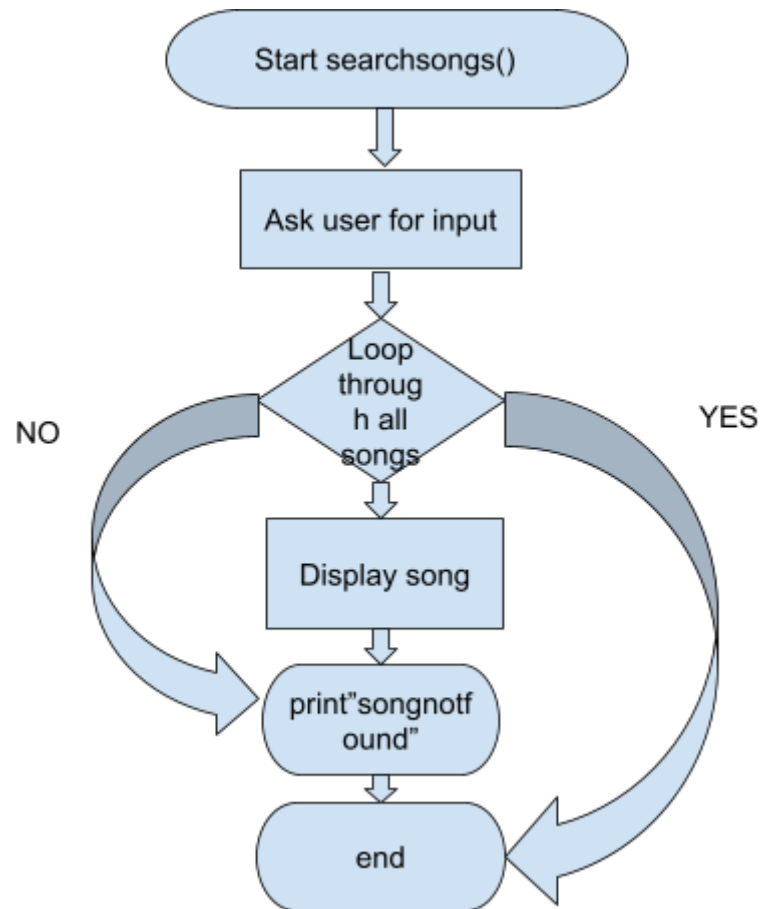 Start searchsongs()
Ask user for input
Loop
throug
h all
songs
NO
YES
Display song
print”songnotf
ound”
end